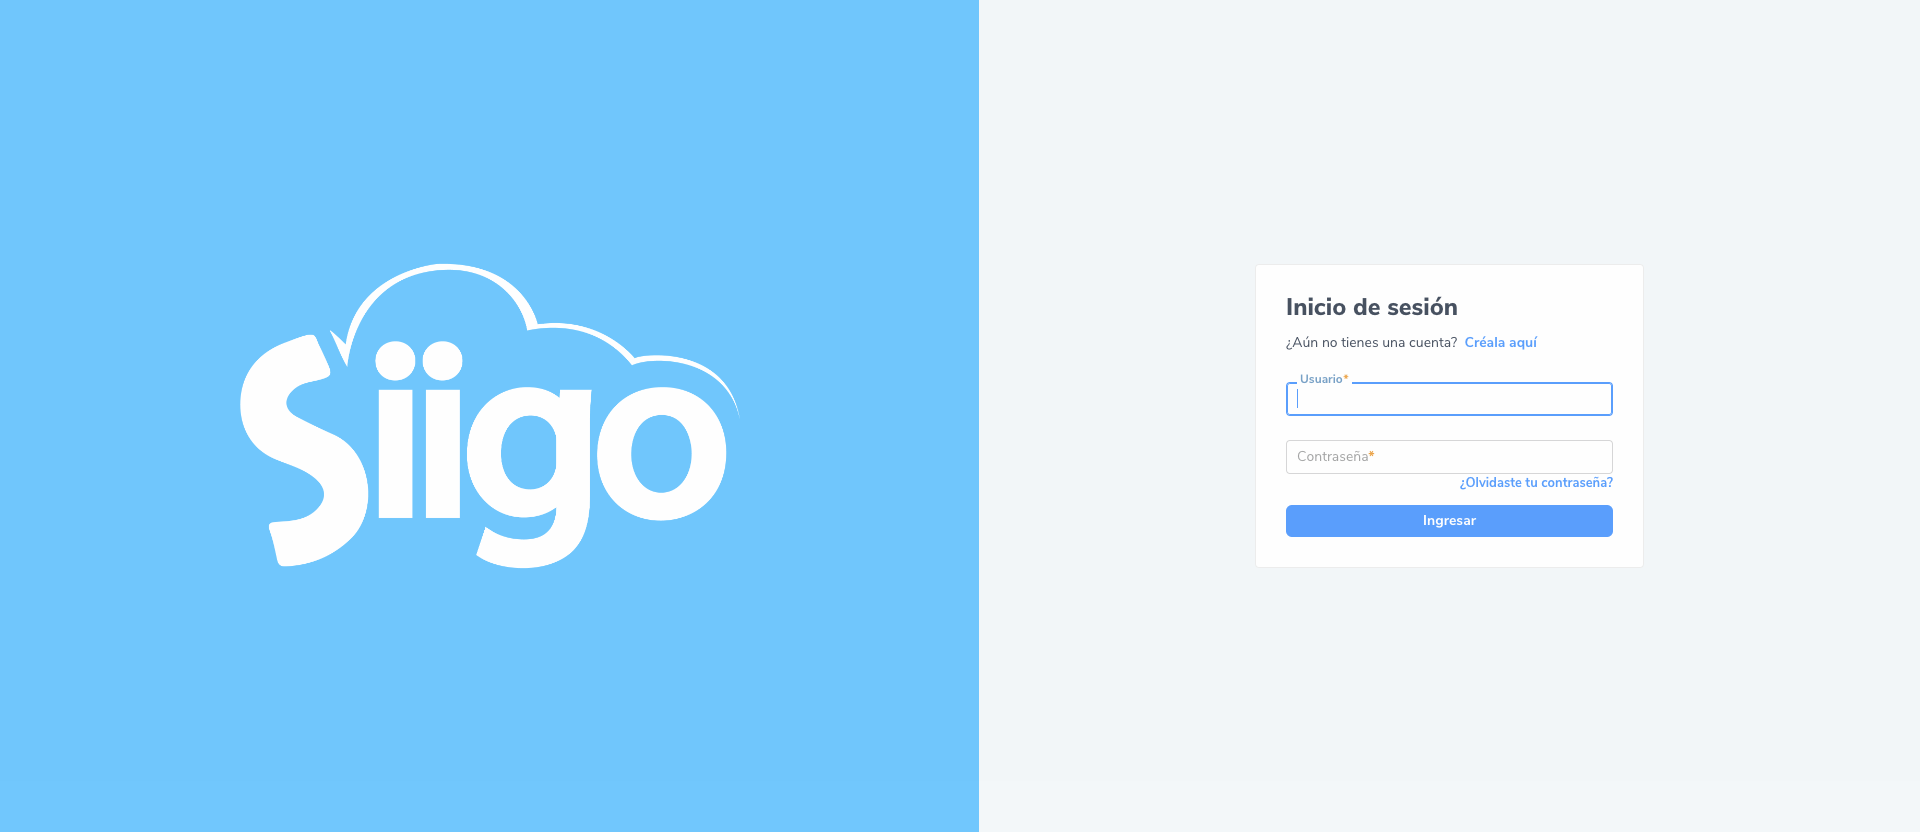 Siigo
Inicio de sesión
¿Aún no tienes una cuenta? Créala aquí
Usuario*
Contraseña*
¿Olvidaste tu contraseña?
Ingresar